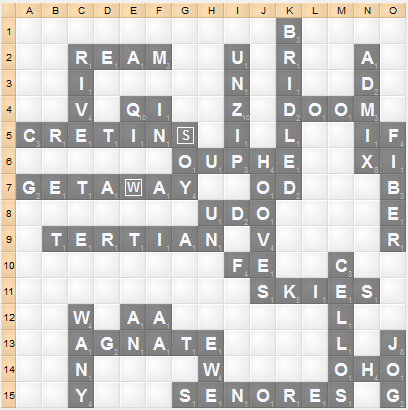 A B C D E F G H I J K L M N O
1 B
2 R E A M U R A
3 I N I D
4 V Q I Z D O O M
5 C R E T I N S I L I F
6 O U P H E X I
7 G E T A W A Y O D B
8 U D O E
9 T E R T I A N V R
10 F E C
11 S K I E S
12 W A A L
13 A G N A T E L J
14 N W O H O
15 Y S E N O R E S G